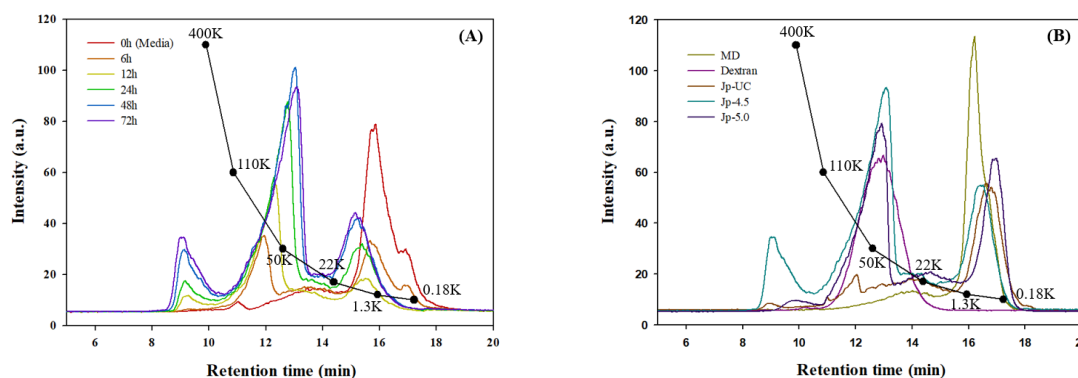 (A)
120
100
80
60
40
20
0
Intensity (a.u.)
0h (Media)
6h
12h
24h
48h
72h
400K
110K
50K
22K
1.3K
0.18K
6 8 10 12 14 16 18 20
Retention time (min)
(B)
120
100
80
60
40
20
0
Intensity (a.u.)
MD
Dextran
Jp-UC
Jp-4.5
Jp-5.0
400K
110K
50K
22K
1.3K
0.18K
6 8 10 12 14 16 18 2
Retention time (min)